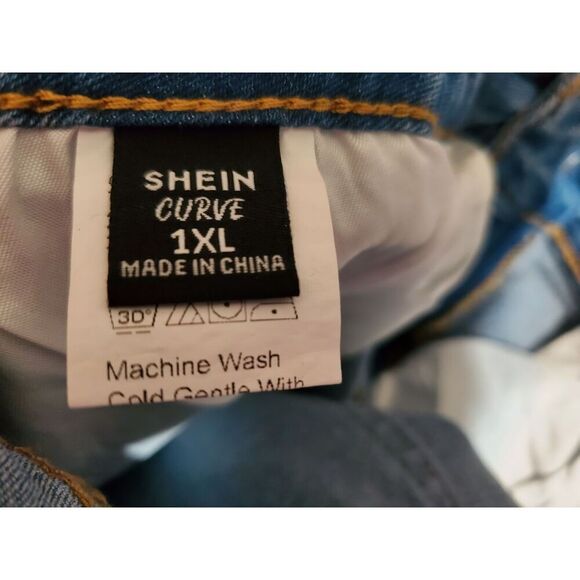 SHEIN
CURVE
1XL
MADE IN CHINA
30°
Machine Wash
Cold Gentle With